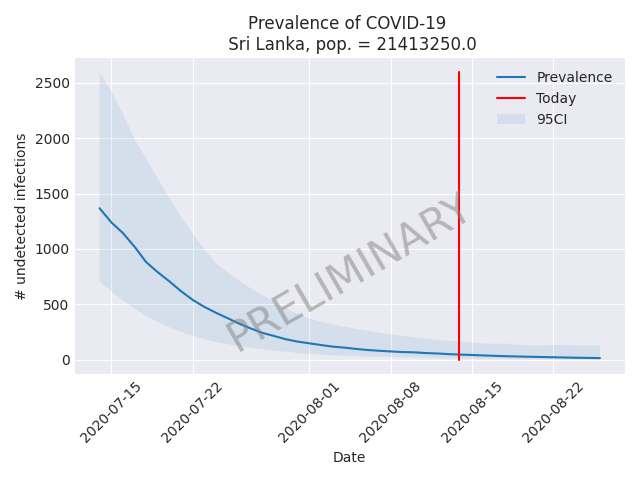 Prevalence of COVID-19
Sri Lanka, pop. = 21413250.0
Prevalence
Today
95CI
PRELIMINARY
# undetected infections
2500
2000
1500
1000
500
0
2020-07-15
2020-07-22
2020-08-01
2020-08-08
2020-08-15
2020-08-22
Date